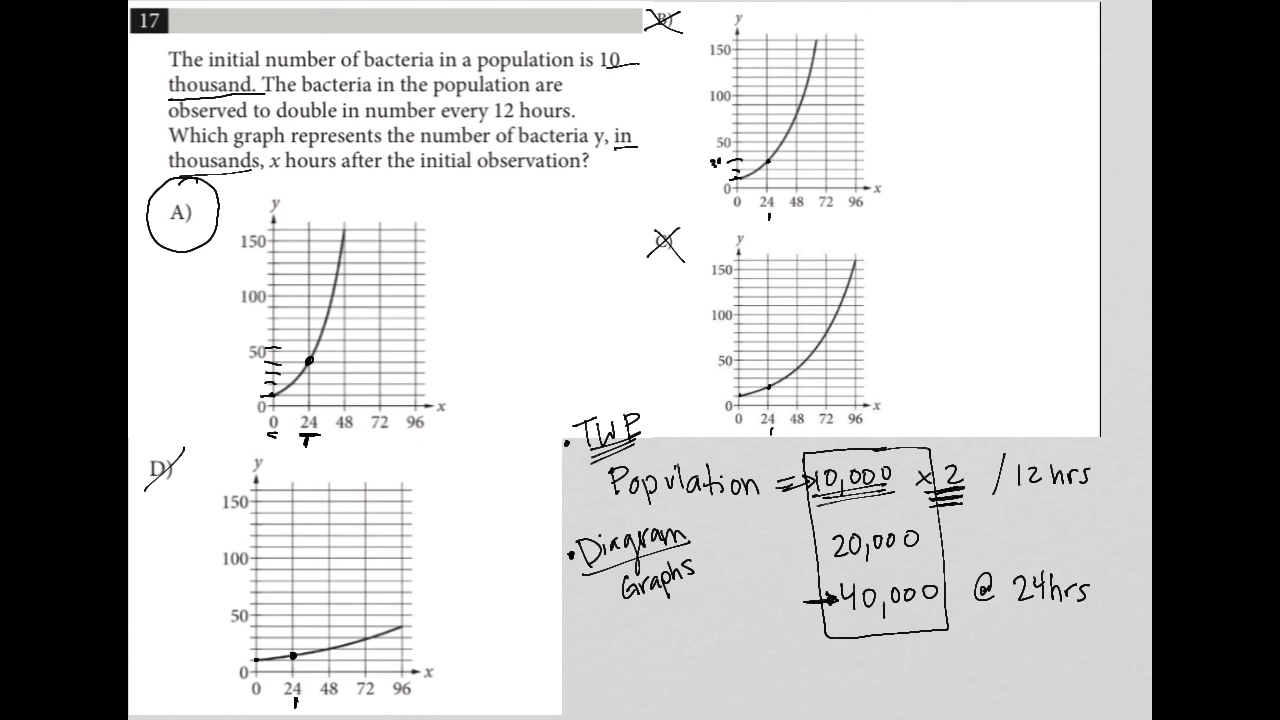 17
The initial number of bacteria in a population is 10
thousand. The bacteria in the population are
observed to double in number every 12 hours.
Which graph represents the number of bacteria y, in
thousands, x hours after the initial observation?
A)
y
150
100
50
0
0 24 48 72 96
x
B)
y
150
100
50
30
0
0 24 48 72 96
x
C)
y
150
100
50
0
0 24 48 72 96
x
D)
y
150
100
50
0
0 24 48 72 96
x
• TWE
Population => 10,000 x 2 / 12 hrs
20,000
→ 40,000 @ 24hrs
• Diagram
Graphs